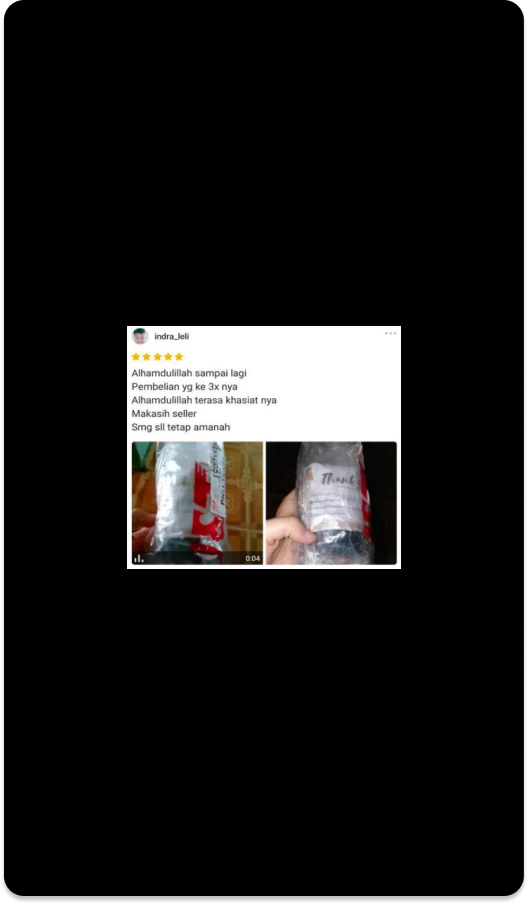 indra_leli
Alhamdulillah sampai lagi
Pembelian yg ke 3x nya
Alhamdulillah terasa khasiat nya
Makasih seller
Smg sll tetap amanah
0:04
Thank